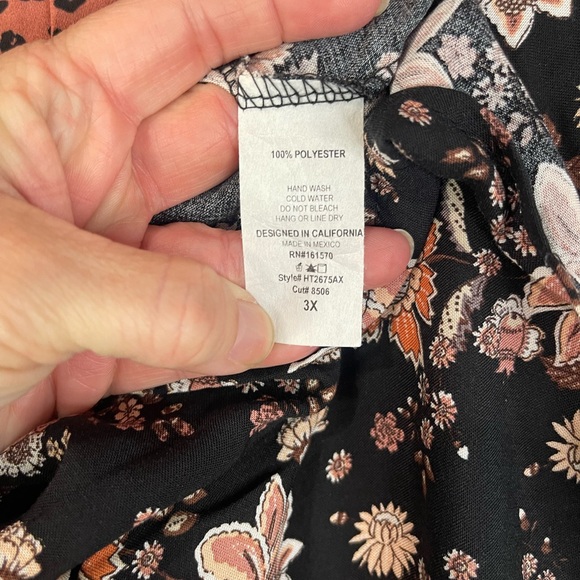 100% POLYESTER
HAND WASH
COLD WATER
DO NOT BLEACH
HANG OR LINE DRY
DESIGNED IN CALIFORNIA
MADE IN MEXICO
RN#161570
Style# HT2675AX
Cut# 8506
3X